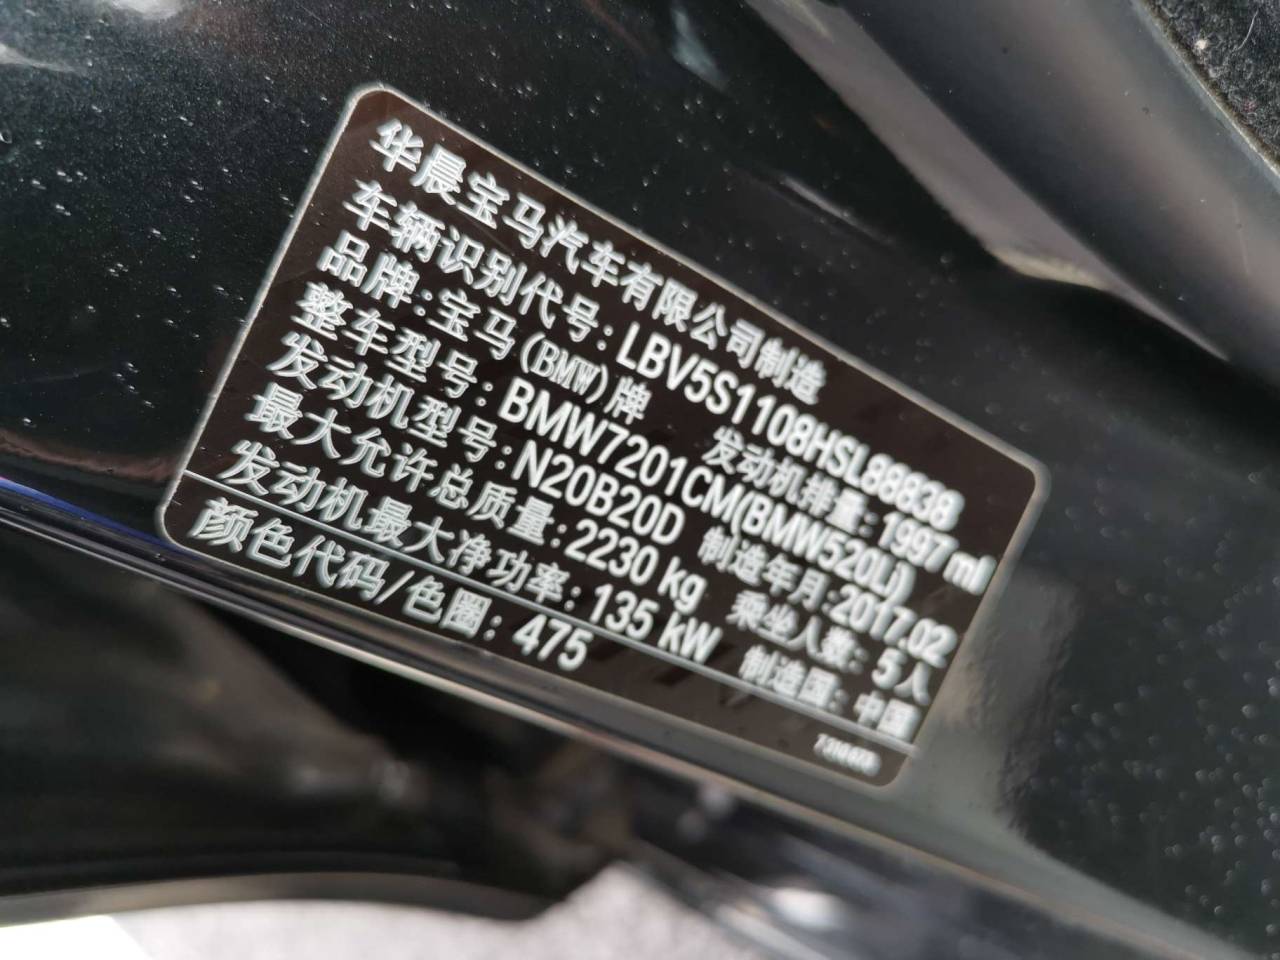 华晨宝马汽车有限公司制造
车辆识别代号: LBV5S1108HSL88838
品牌: 宝马(BMW)牌 发动机排量: 1997 ml
整车型号: BMW7201CM(BMW520Li)
发动机型号: N20B20D 制造年月: 2017.02
最大允许总质量: 2230 kg 乘坐人数: 5人
发动机最大净功率: 135 kW 制造国: 中国
颜色代码/色圈: 475